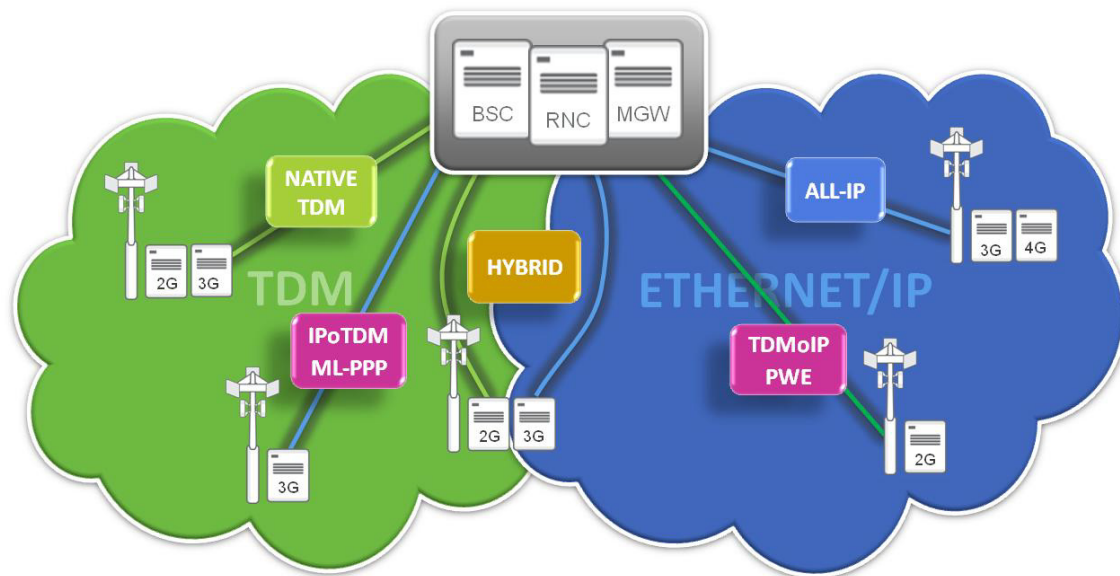 BSC
RNC
MGW
NATIVE
TDM
ALL-IP
2G
3G
3G
4G
TDM
HYBRID
ETHERNET/IP
IPoTDM
ML-PPP
TDMoIP
PWE
2G
3G
2G
3G